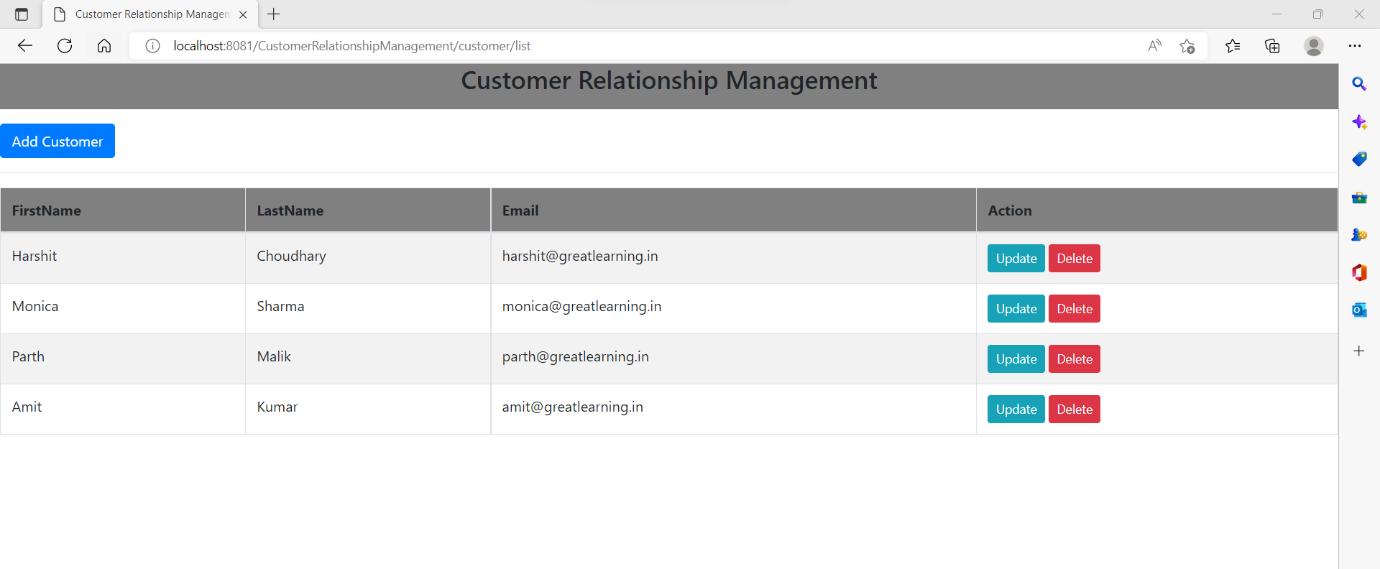 Customer Relationship Managem
localhost:8081/CustomerRelationshipManagement/customer/list
Customer Relationship Management
Add Customer
FirstName LastName Email Action
Harshit Choudhary harshit@greatlearning.in Update Delete
Monica Sharma monica@greatlearning.in Update Delete
Parth Malik parth@greatlearning.in Update Delete
Amit Kumar amit@greatlearning.in Update Delete